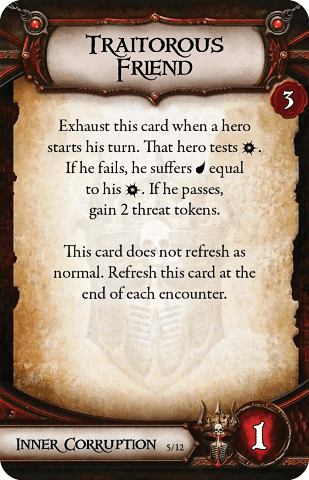 Traitorous
Friend
3
Exhaust this card when a hero
starts his turn. That hero tests .
If he fails, he suffers equal
to his . If he passes,
gain 2 threat tokens.
This card does not refresh as
normal. Refresh this card at the
end of each encounter.
Inner Corruption 5/12
1